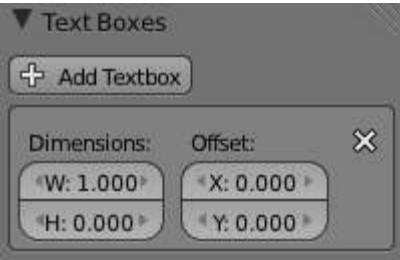 Text Boxes
Add Textbox
Dimensions: Offset:
W: 1.000 X: 0.000
H: 0.000 Y: 0.000